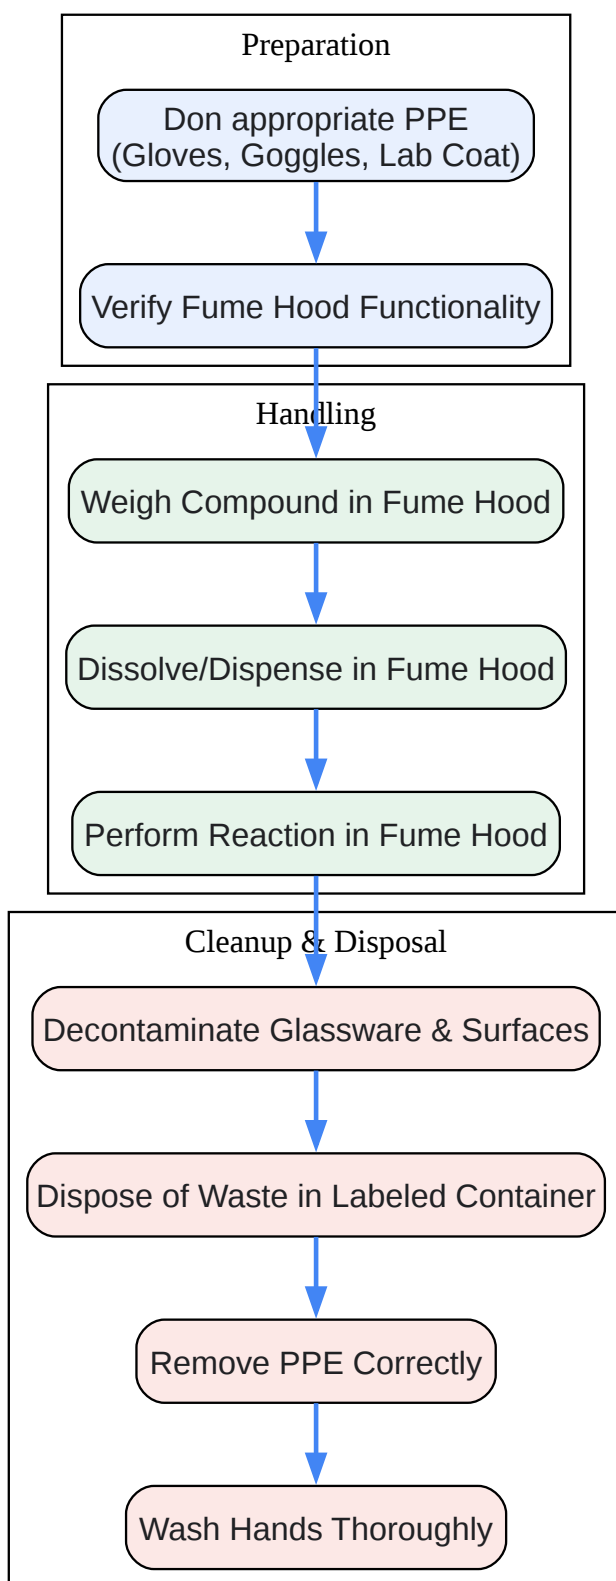 Preparation
Don appropriate PPE
(Gloves, Goggles, Lab Coat)
Verify Fume Hood Functionality
Handling
Weigh Compound in Fume Hood
Dissolve/Dispense in Fume Hood
Perform Reaction in Fume Hood
Cleanup & Disposal
Decontaminate Glassware & Surfaces
Dispose of Waste in Labeled Container
Remove PPE Correctly
Wash Hands Thoroughly